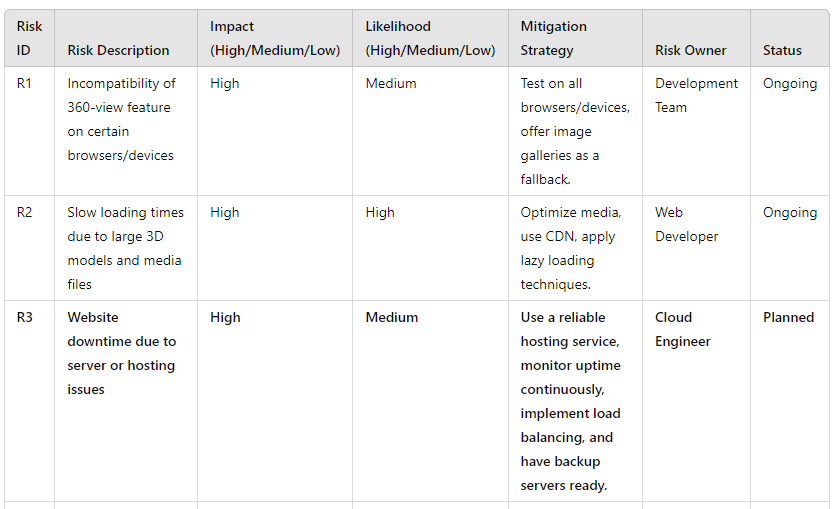 Risk ID | Risk Description | Impact (High/Medium/Low) | Likelihood (High/Medium/Low) | Mitigation Strategy | Risk Owner | Status
R1 | Incompatibility of 360-view feature on certain browsers/devices | High | Medium | Test on all browsers/devices, offer image galleries as a fallback. | Development Team | Ongoing
R2 | Slow loading times due to large 3D models and media files | High | High | Optimize media, use CDN, apply lazy loading techniques. | Web Developer | Ongoing
R3 | Website downtime due to server or hosting issues | High | Medium | Use a reliable hosting service, monitor uptime continuously, implement load balancing, and have backup servers ready. | Cloud Engineer | Planned